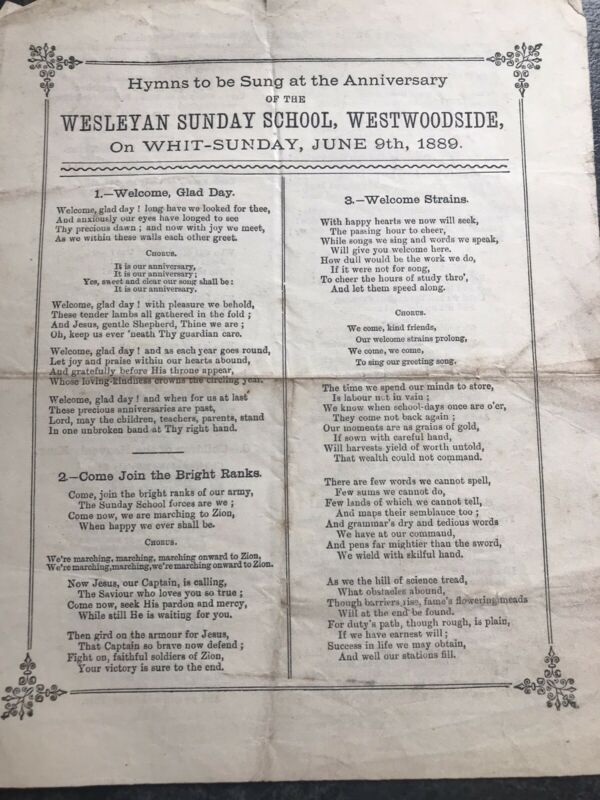 Hymns to be Sung at the Anniversary
OF THE
WESLEYAN SUNDAY SCHOOL, WESTWOODSIDE,
On WHIT-SUNDAY, JUNE 9th, 1889.
1.—Welcome, Glad Day.
Welcome, glad day ! long have we looked for thee,
And anxiously our eyes have longed to see
Thy precious dawn ; and now with joy we meet,
As we within these walls each other greet.
CHORUS.
It is our anniversary,
It is our anniversary ;
Yes, sweet and clear our song shall be :
It is our anniversary.
Welcome, glad day ! with pleasure we behold,
These tender lambs all gathered in the fold ;
And Jesus, gentle Shepherd, Thine we are ;
Oh, keep us ever 'neath Thy guardian care.
Welcome, glad day ! and as each year goes round,
Let joy and praise within our hearts abound,
And gratefully before His throne appear,
Whose loving-kindness crowns the circling year.
Welcome, glad day ! and when for us at last
These precious anniversaries are past,
Lord, may the children, teachers, parents, stand
In one unbroken band at Thy right hand.
2.—Come Join the Bright Ranks.
Come, join the bright ranks of our army,
The Sunday School forces are we ;
Come now, we are marching to Zion,
When happy we ever shall be.
CHORUS.
We're marching, marching, marching onward to Zion,
We're marching,marching,we're marching onward to Zion.
Now Jesus, our Captain, is calling,
The Saviour who loves you so true ;
Come now, seek His pardon and mercy,
While still He is waiting for you.
Then gird on the armour for Jesus,
That Captain so brave now defend ;
Fight on, faithful soldiers of Zion,
Your victory is sure to the end.
3.—Welcome Strains.
With happy hearts we now will seek,
The passing hour to cheer,
While songs we sing and words we speak,
Will give you welcome here.
How dull would be the work we do,
If it were not for song,
To cheer the hours of study thro',
And let them speed along.
CHORUS.
We come, kind friends,
Our welcome strains prolong,
We come, we come,
To sing our greeting song.
The time we spend our minds to store,
Is labour not in vain ;
We know when school-days once are o'er,
They come not back again ;
Our moments are as grains of gold,
If sown with careful hand,
Will harvests yield of worth untold,
That wealth could not command.
There are few words we cannot spell,
Few sums we cannot do,
Few lands of which we cannot tell,
And maps their semblance too ;
And grammar's dry and tedious words
We have at our command,
And pens far mightier than the sword,
We wield with skilful hand.
As we the hill of science tread,
What obstacles abound,
Though barriers rise, fame's flowering meads
Will at the end be found.
For duty's path, though rough, is plain,
If we have earnest will ;
Success in life we may obtain,
And well our stations fill.